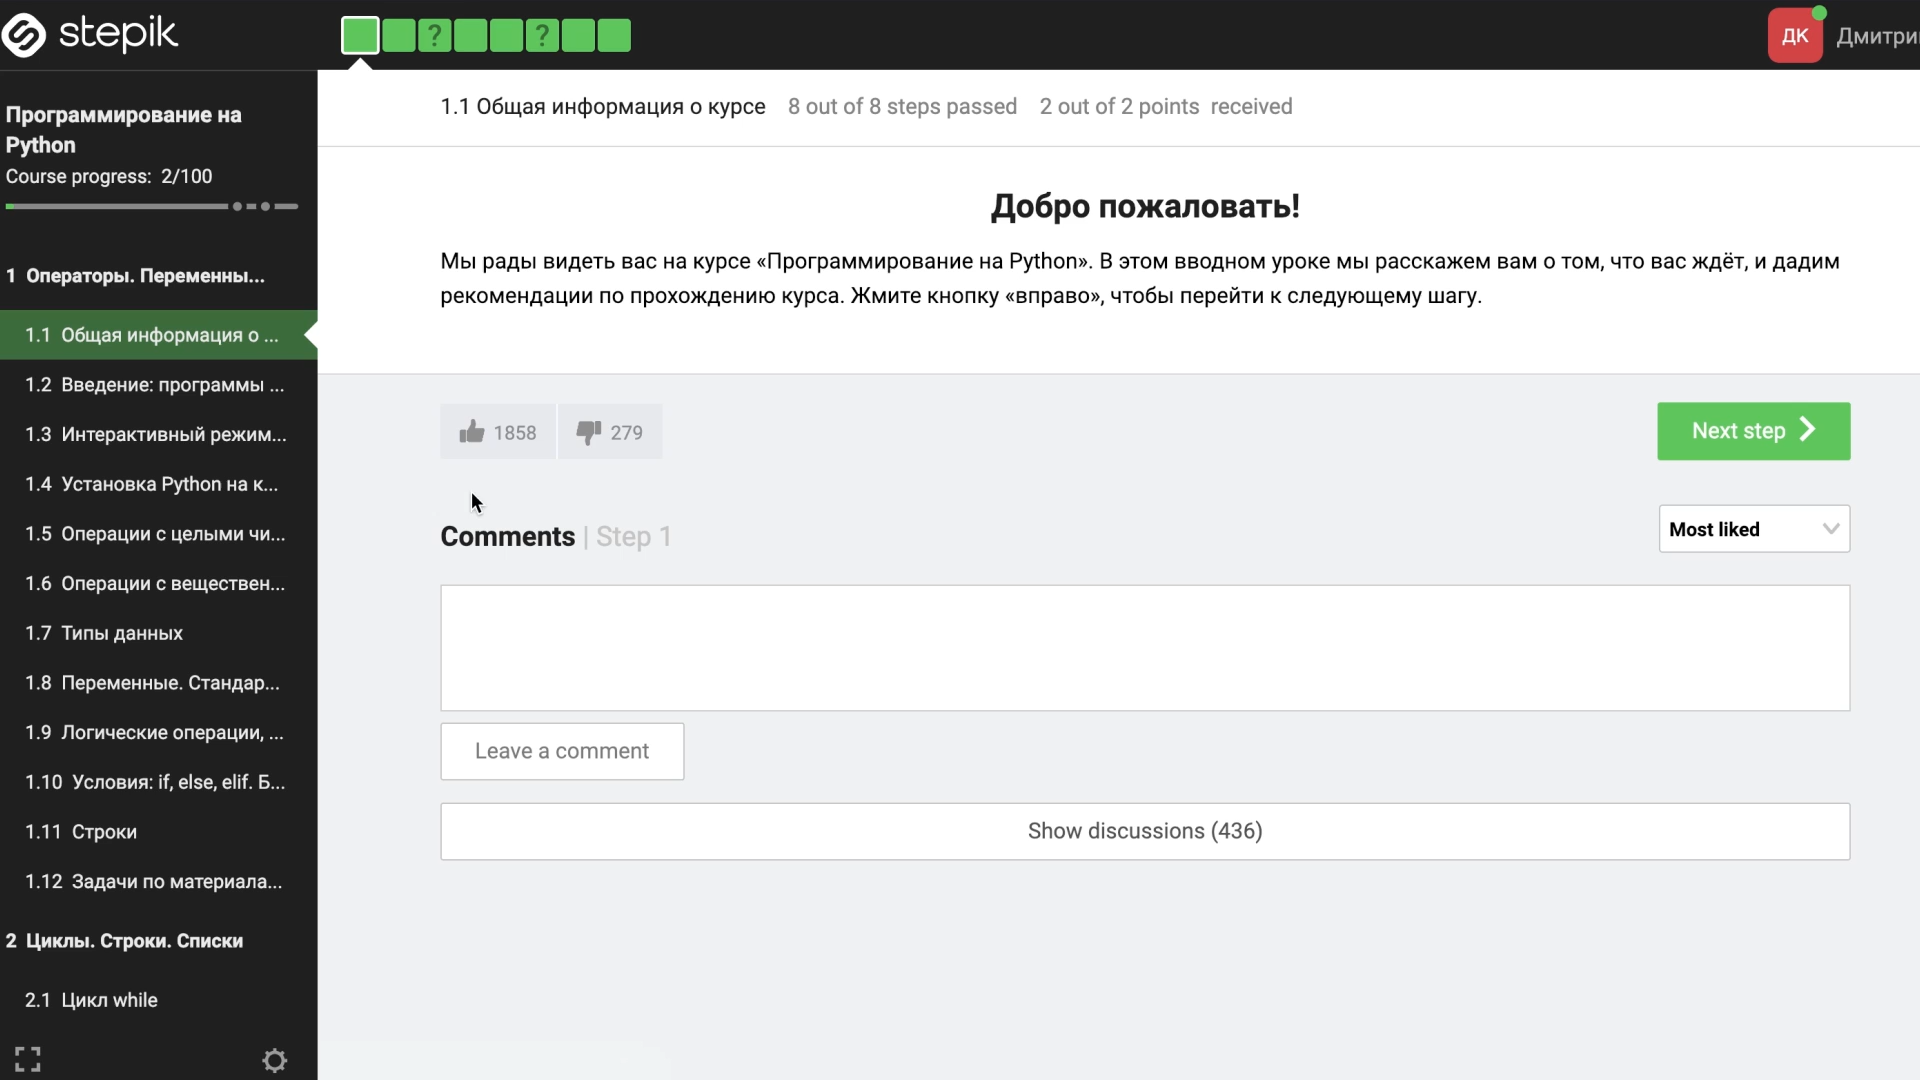 stepik
? ?
ДК Дмитри
Программирование на
Python
Course progress: 2/100
1 Операторы. Переменны...
1.1 Общая информация о ...
1.2 Введение: программы ...
1.3 Интерактивный режим...
1.4 Установка Python на к...
1.5 Операции с целыми чи...
1.6 Операции с веществен...
1.7 Типы данных
1.8 Переменные. Стандар...
1.9 Логические операции, ...
1.10 Условия: if, else, elif. Б...
1.11 Строки
1.12 Задачи по материала...
2 Циклы. Строки. Списки
2.1 Цикл while
1.1 Общая информация о курсе 8 out of 8 steps passed 2 out of 2 points received
Добро пожаловать!
Мы рады видеть вас на курсе «Программирование на Python». В этом вводном уроке мы расскажем вам о том, что вас ждёт, и дадим
рекомендации по прохождению курса. Жмите кнопку «вправо», чтобы перейти к следующему шагу.
1858 279
Next step
Comments | Step 1
Most liked
Leave a comment
Show discussions (436)